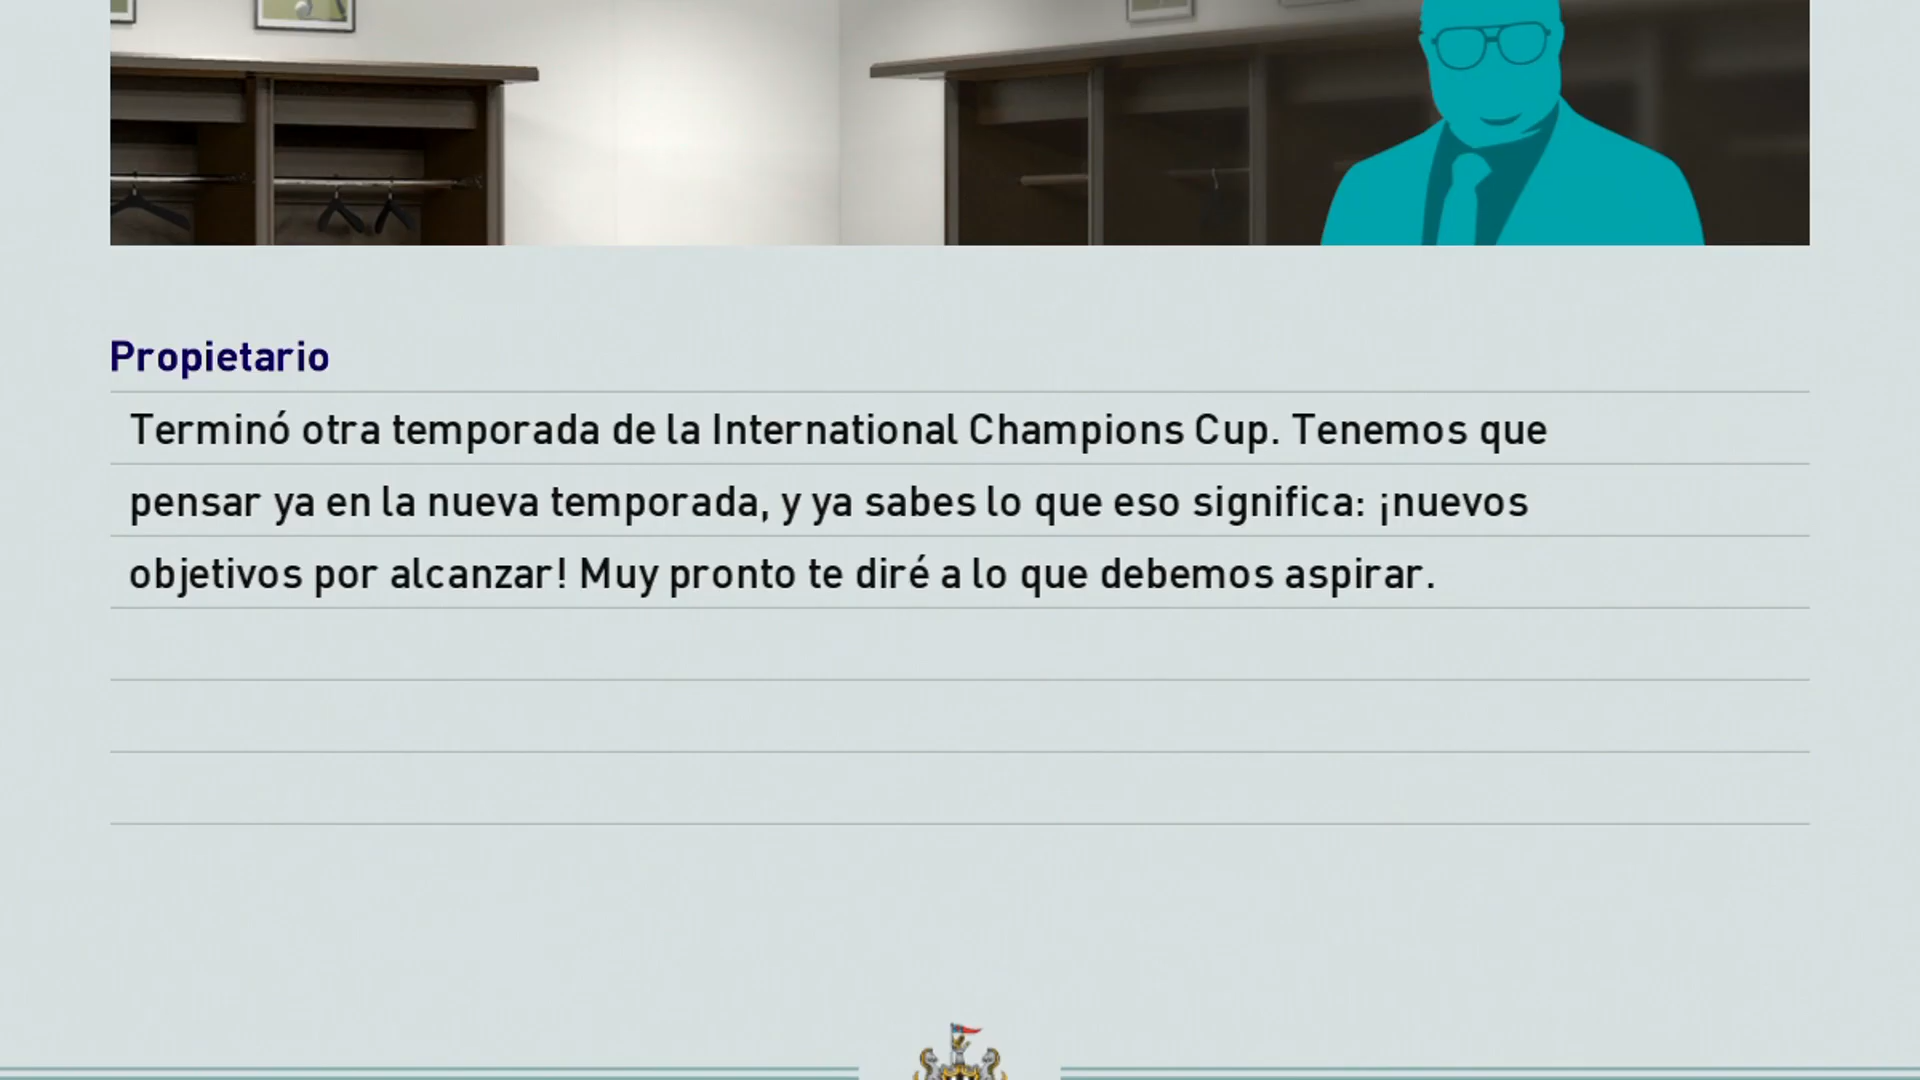 Propietario
Terminó otra temporada de la International Champions Cup. Tenemos que
pensar ya en la nueva temporada, y ya sabes lo que eso significa: ¡nuevos
objetivos por alcanzar! Muy pronto te diré a lo que debemos aspirar.